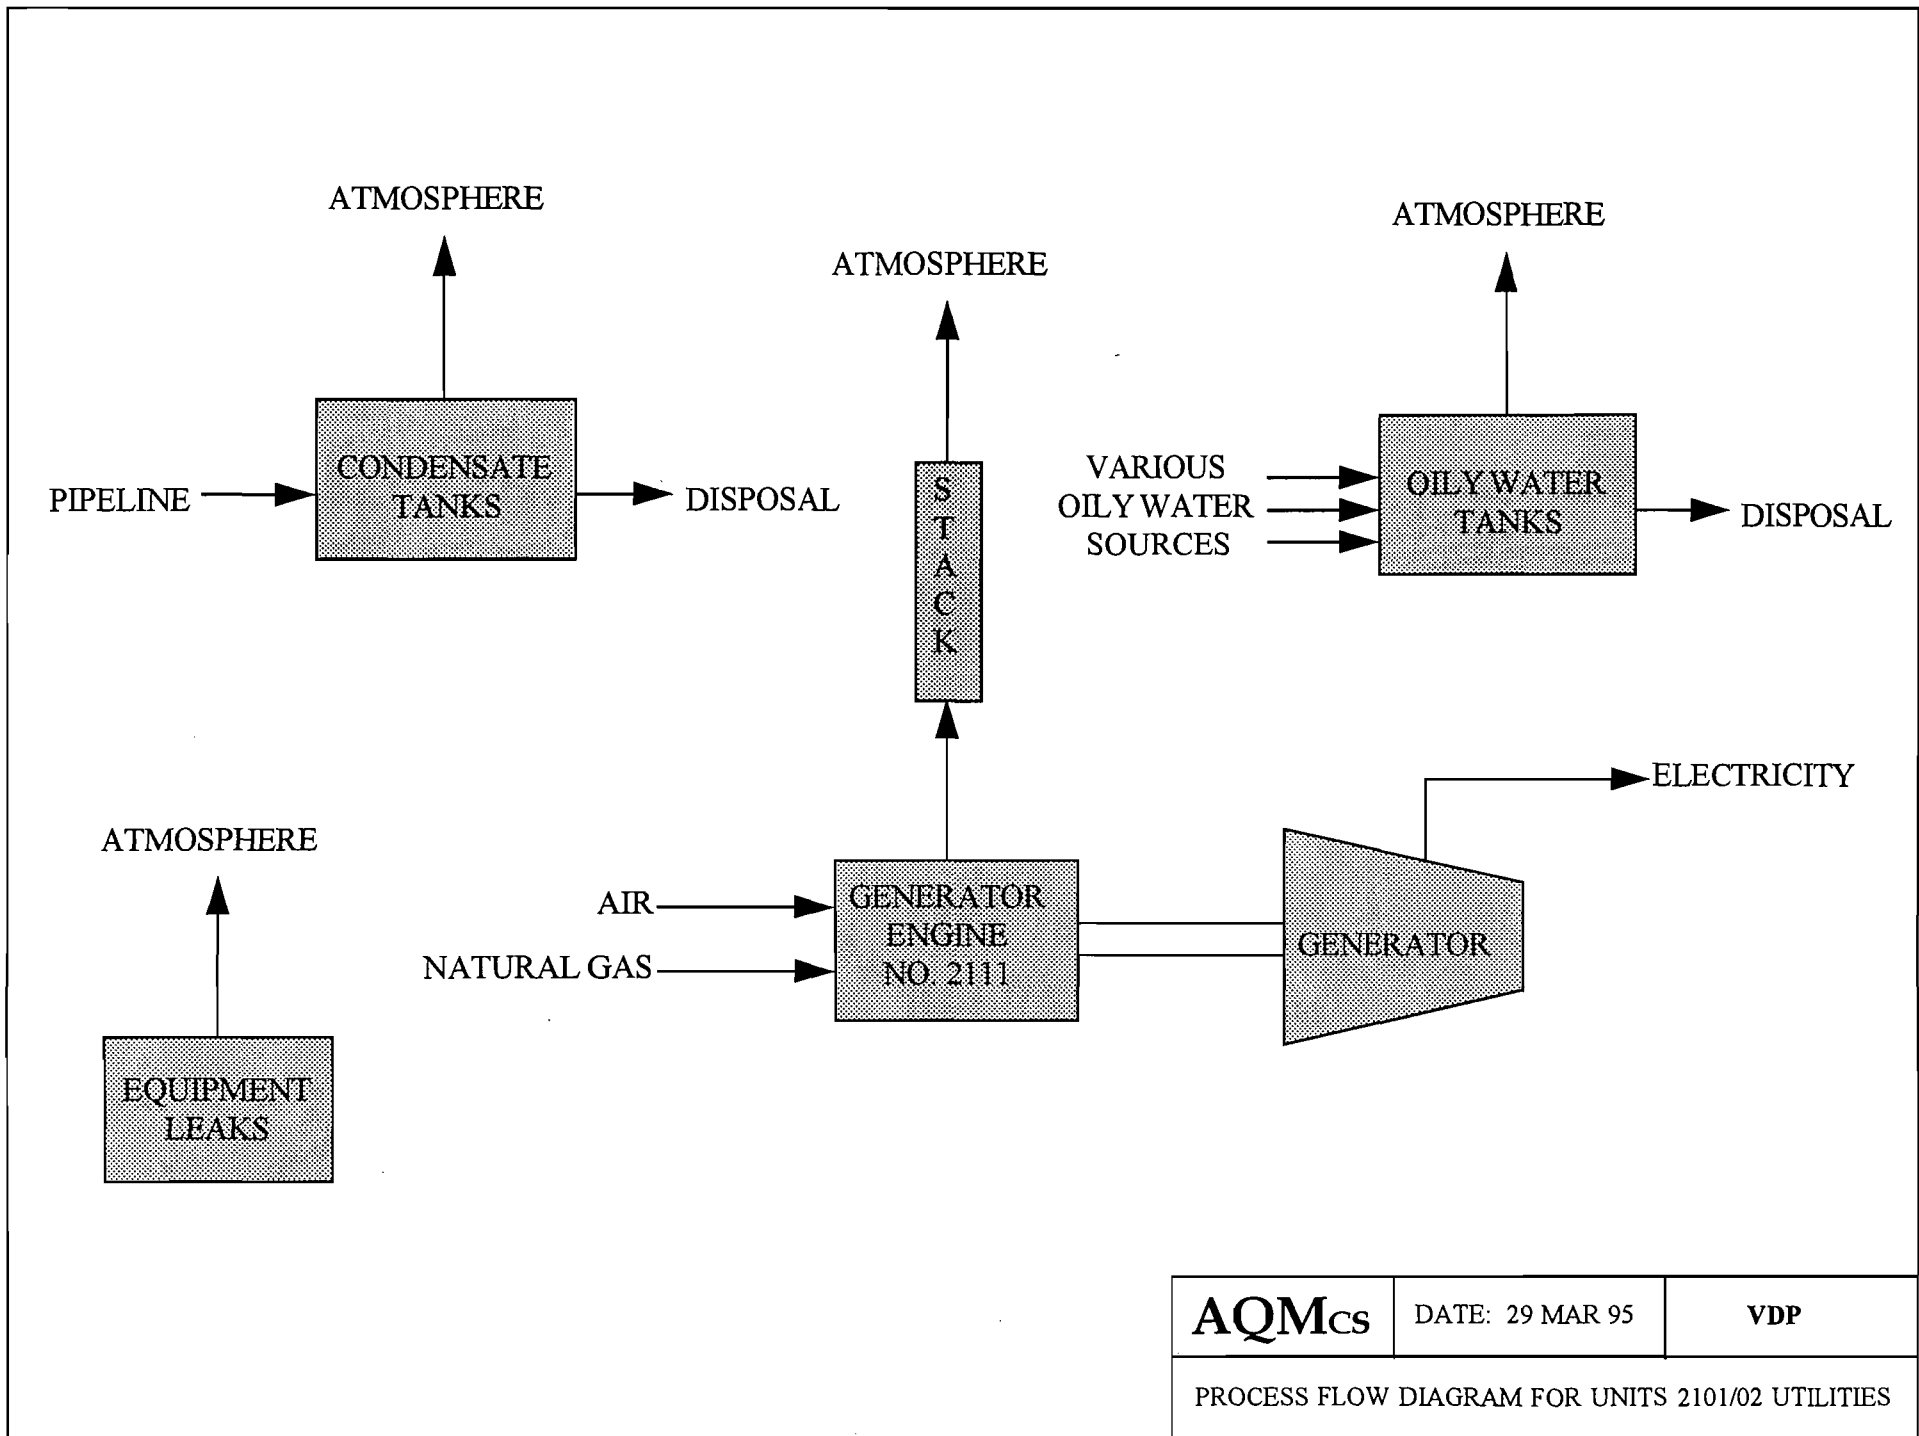 ATMOSPHERE
ATMOSPHERE
ATMOSPHERE
CONDENSATE
TANKS
PIPELINE
DISPOSAL
S
T
A
C
K
VARIOUS
OILY WATER
SOURCES
OILY WATER
TANKS
DISPOSAL
ATMOSPHERE
EQUIPMENT
LEAKS
AIR
NATURAL GAS
GENERATOR
ENGINE
NO. 2111
GENERATOR
ELECTRICITY
AQMcs
DATE: 29 MAR 95
VDP
PROCESS FLOW DIAGRAM FOR UNITS 2101/02 UTILITIES